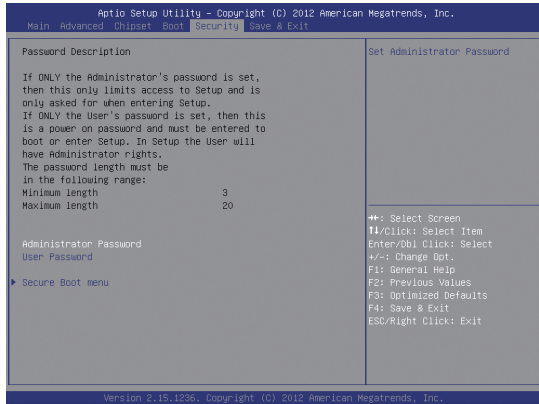 Aptio Setup Utility – Copyright (C) 2012 American Megatrends, Inc.
Main Advanced Chipset Boot Security Save & Exit
Password Description
If ONLY the Administrator's password is set,
then this only limits access to Setup and is
only asked for when entering Setup.
If ONLY the User's password is set, then this
is a power on password and must be entered to
boot or enter Setup. In Setup the User will
have Administrator rights.
The password length must be
in the following range:
Minimum length 3
Maximum length 20
Administrator Password
User Password
Secure Boot menu
Set Administrator Password
→←: Select Screen
↑↓/Click: Select Item
Enter/Dbl Click: Select
+/-: Change Opt.
F1: General Help
F2: Previous Values
F3: Optimized Defaults
F4: Save & Exit
ESC/Right Click: Exit
Version 2.15.1236. Copyright (C) 2012 American Megatrends, Inc.